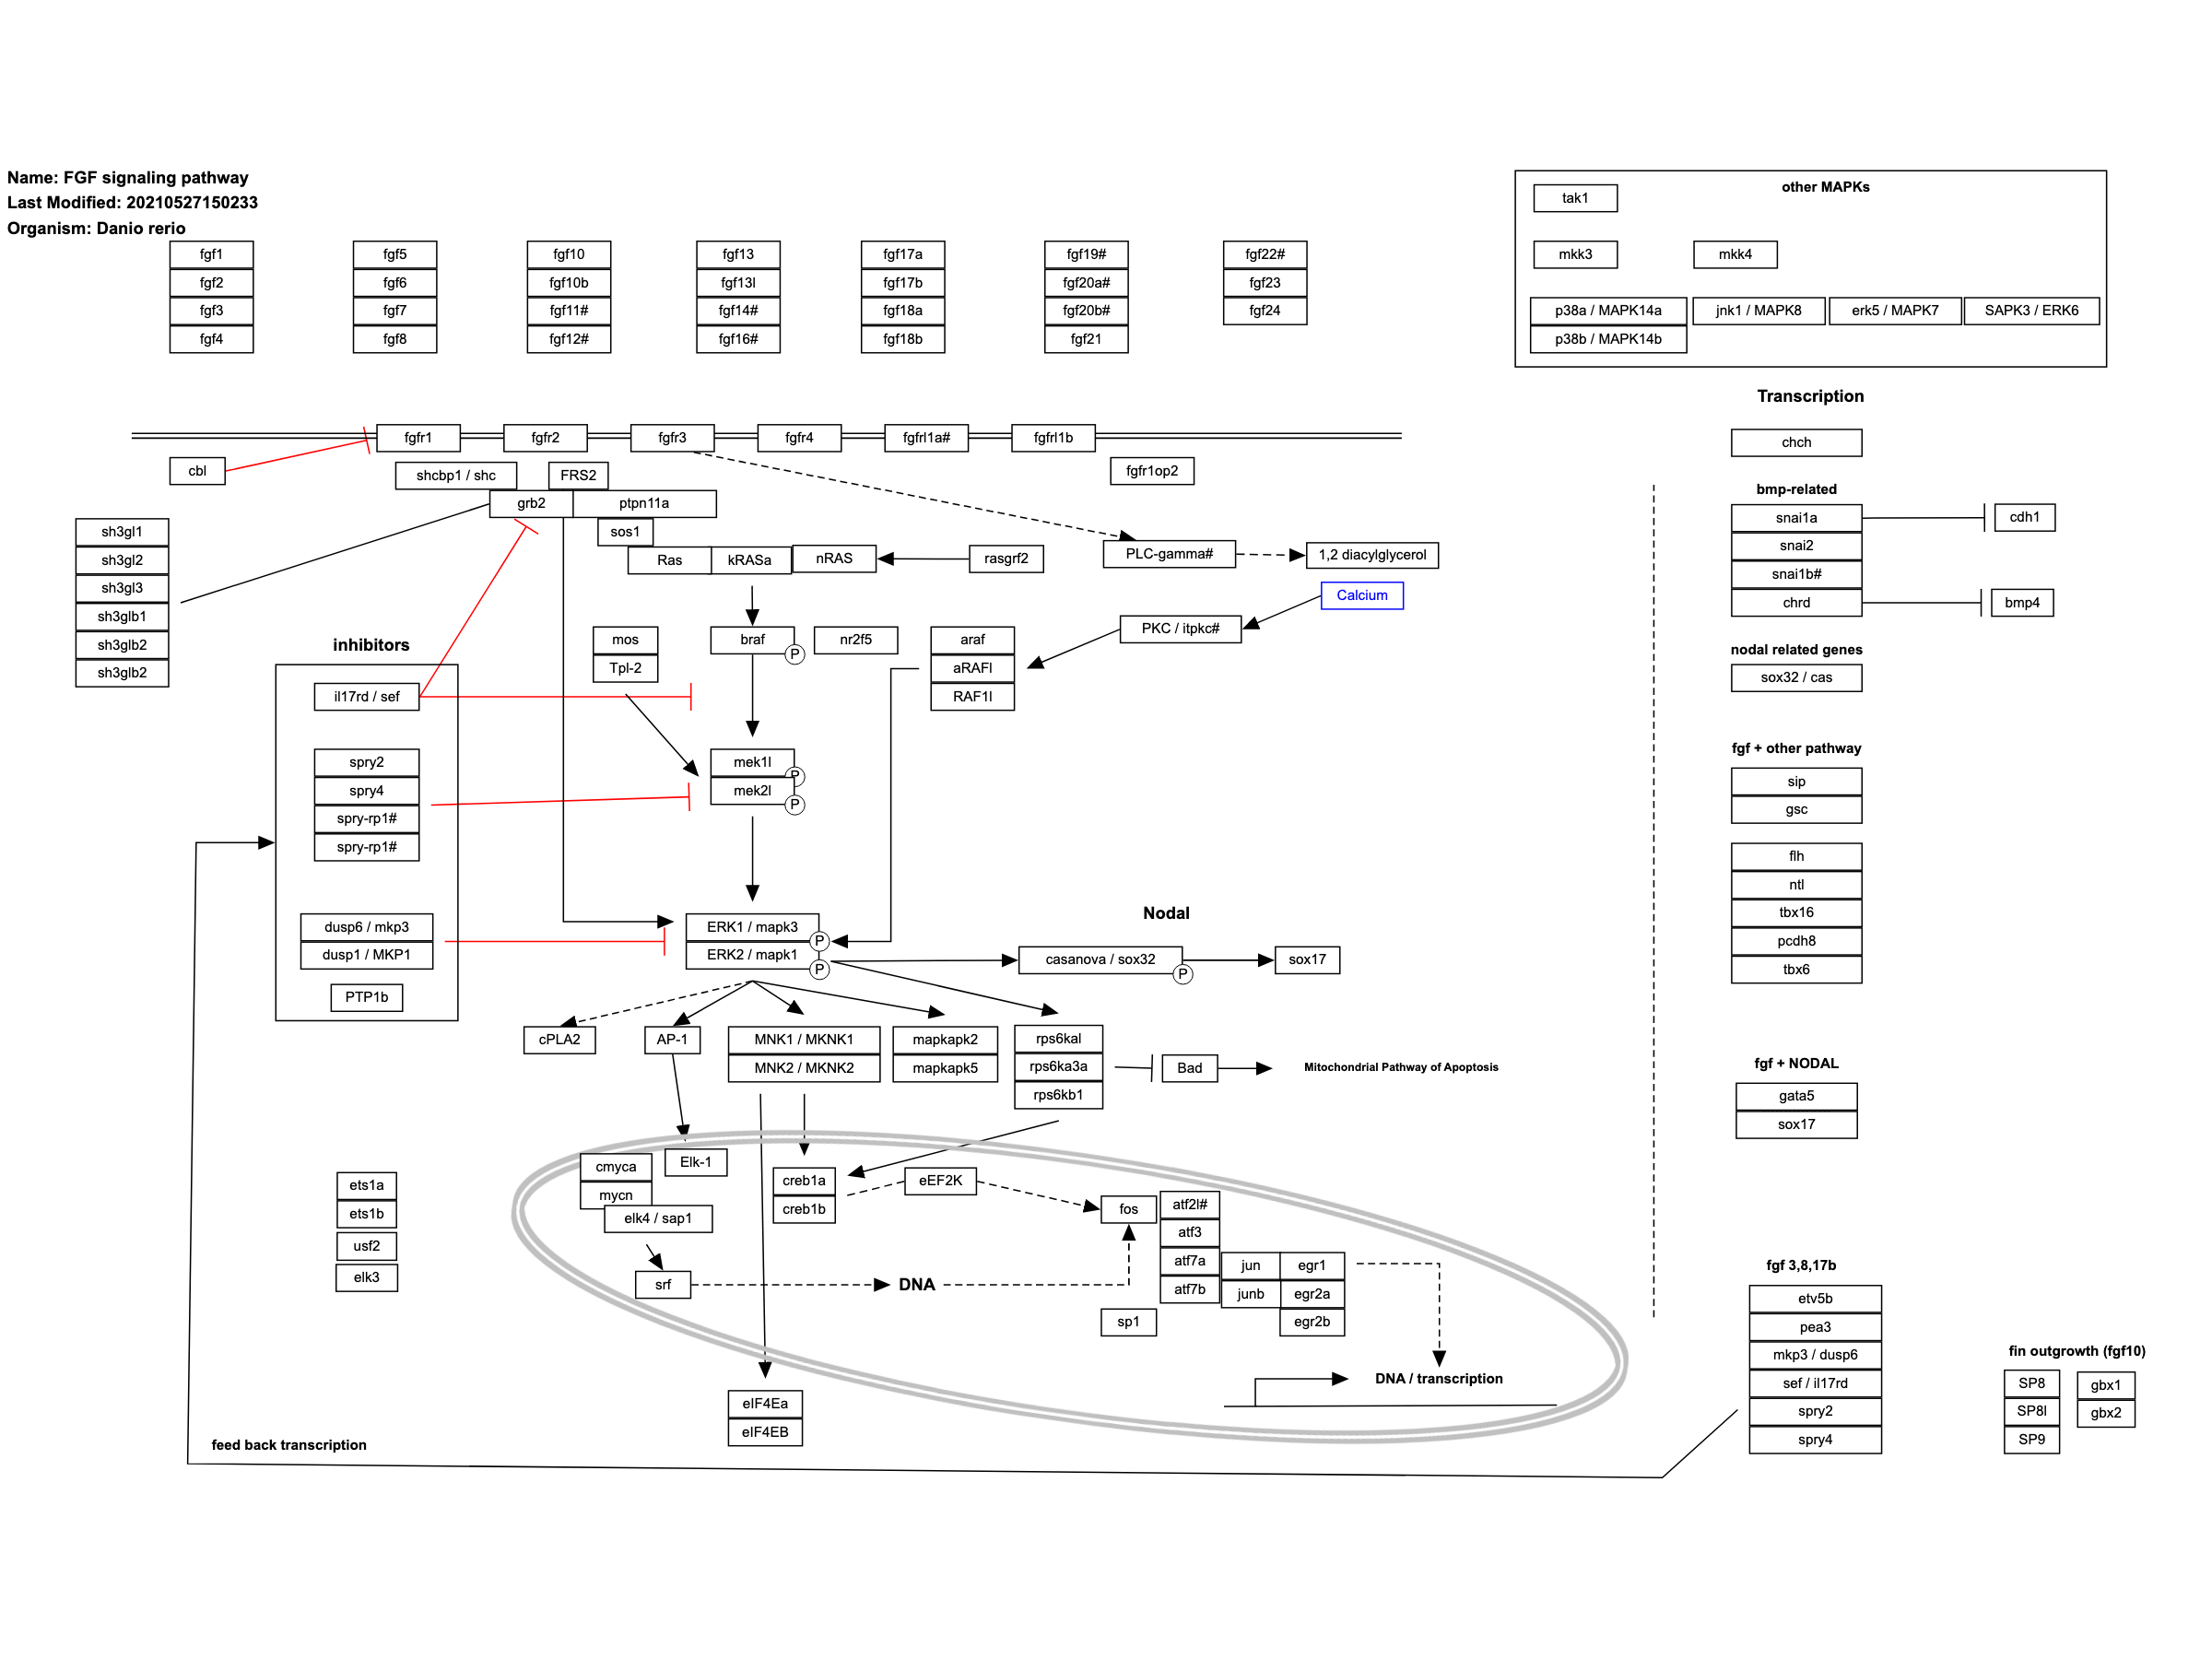 Name: FGF signaling pathway
Last Modified: 20210527150233
Organism: Danio rerio
fgf1
fgf2
fgf3
fgf4
fgf5
fgf6
fgf7
fgf8
fgf10
fgf10b
fgf11#
fgf12#
fgf13
fgf13l
fgf14#
fgf16#
fgf17a
fgf17b
fgf18a
fgf18b
fgf19#
fgf20a#
fgf20b#
fgf21
fgf22#
fgf23
fgf24
other MAPKs
tak1
mkk3
mkk4
p38a / MAPK14a
p38b / MAPK14b
jnk1 / MAPK8
erk5 / MAPK7
SAPK3 / ERK6
fgfr1
fgfr2
fgfr3
fgfr4
fgfrl1a#
fgfrl1b
cbl
shcbp1 / shc
FRS2
fgfr1op2
grb2
ptpn11a
sos1
Ras
kRASa
nRAS
rasgrf2
PLC-gamma#
1,2 diacylglycerol
Calcium
PKC / itpkc#
sh3gl1
sh3gl2
sh3gl3
sh3glb1
sh3glb2
sh3glb2
inhibitors
il17rd / sef
spry2
spry4
spry-rp1#
spry-rp1#
dusp6 / mkp3
dusp1 / MKP1
PTP1b
mos
Tpl-2
braf
P
nr2f5
araf
aRAFl
RAF1l
mek1l
P
mek2l
P
ERK1 / mapk3
P
ERK2 / mapk1
P
Nodal
casanova / sox32
P
sox17
cPLA2
AP-1
MNK1 / MKNK1
MNK2 / MKNK2
mapkapk2
mapkapk5
rps6kal
rps6ka3a
rps6kb1
Bad
Mitochondrial Pathway of Apoptosis
ets1a
ets1b
usf2
elk3
cmyca
mycn
Elk-1
elk4 / sap1
srf
creb1a
creb1b
eEF2K
DNA
fos
atf2l#
atf3
atf7a
atf7b
jun
junb
egr1
egr2a
egr2b
sp1
DNA / transcription
eIF4Ea
eIF4EB
feed back transcription
Transcription
chch
bmp-related
snai1a
snai2
snai1b#
chrd
cdh1
bmp4
nodal related genes
sox32 / cas
fgf + other pathway
sip
gsc
flh
ntl
tbx16
pcdh8
tbx6
fgf + NODAL
gata5
sox17
fgf 3,8,17b
etv5b
pea3
mkp3 / dusp6
sef / il17rd
spry2
spry4
fin outgrowth (fgf10)
SP8
SP8l
SP9
gbx1
gbx2